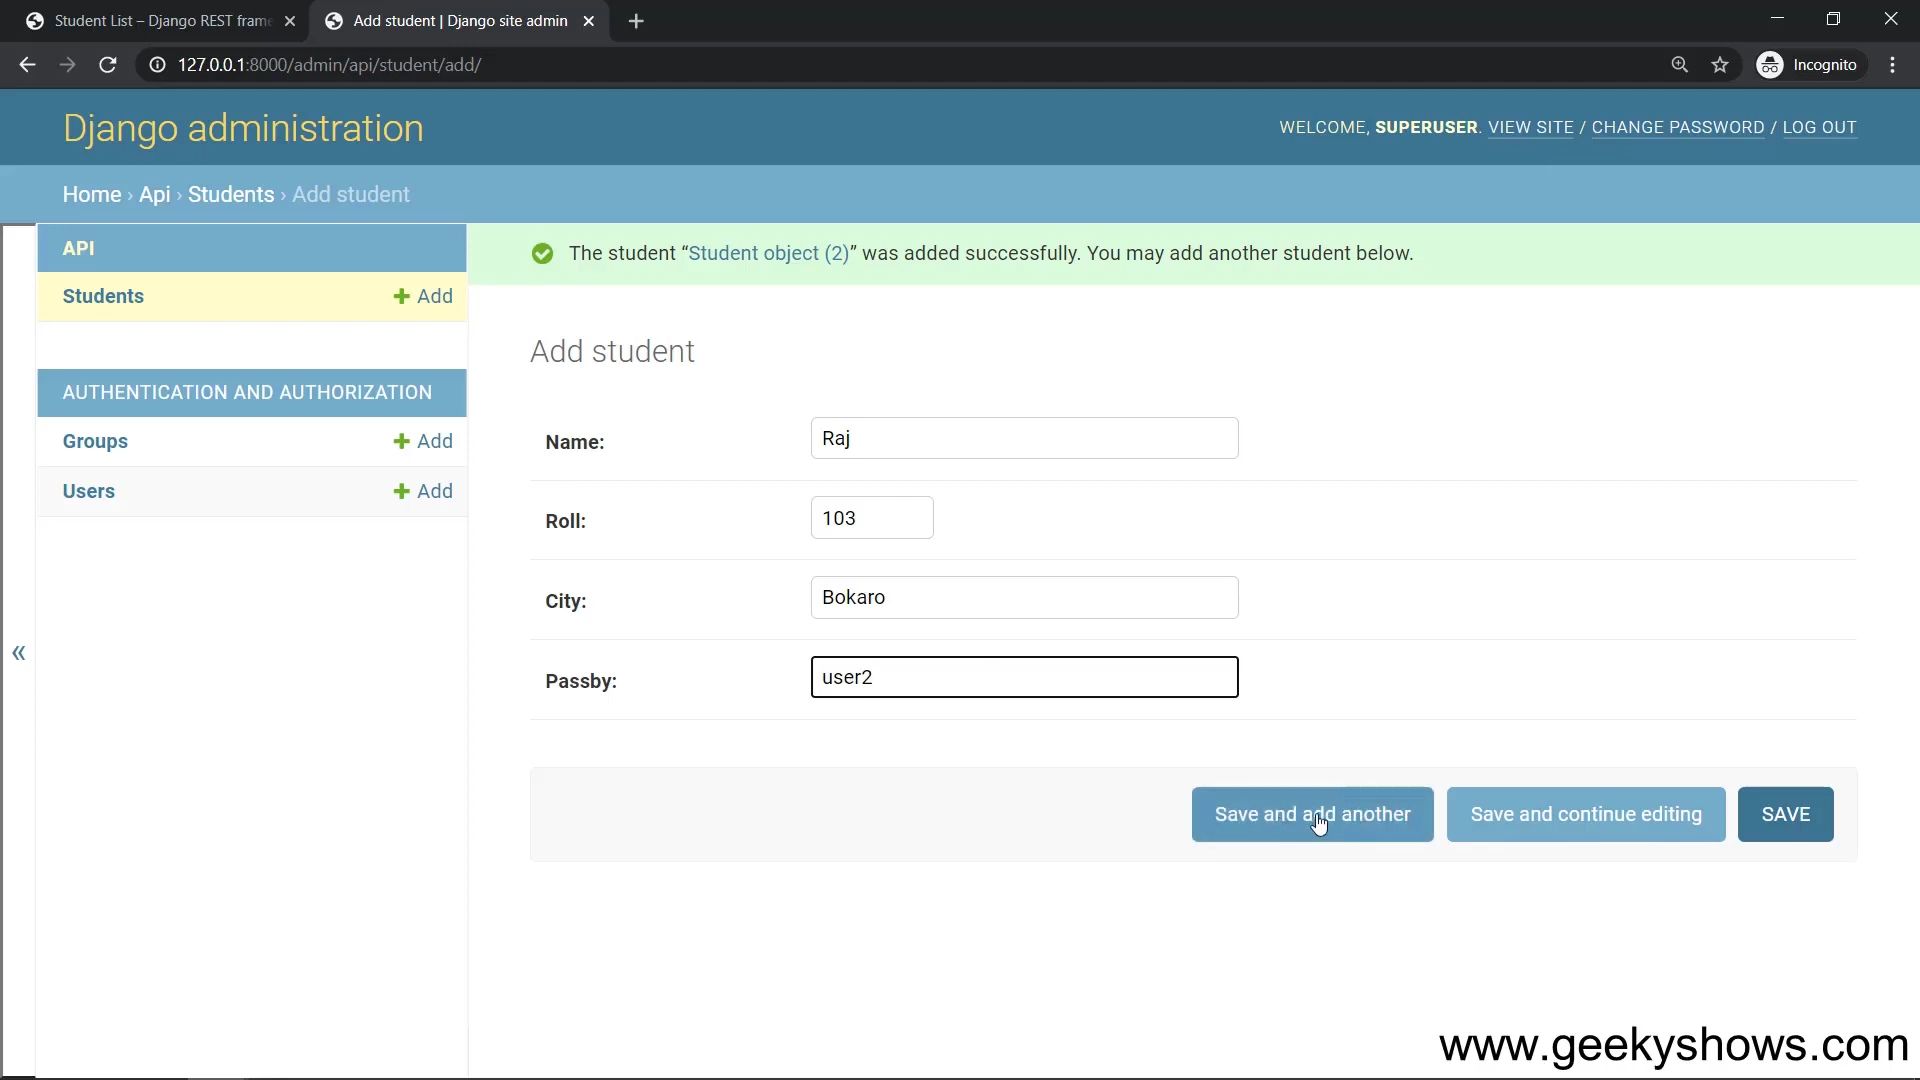 Student List – Django REST frame
Add student | Django site admin
127.0.0.1:8000/admin/api/student/add/
Incognito
Django administration
WELCOME, SUPERUSER. VIEW SITE / CHANGE PASSWORD / LOG OUT
Home › Api › Students › Add student
API
Students
Add
AUTHENTICATION AND AUTHORIZATION
Groups
Add
Users
Add
«
The student “Student object (2)” was added successfully. You may add another student below.
Add student
Name:
Raj
Roll:
103
City:
Bokaro
Passby:
user2
Save and add another
Save and continue editing
SAVE
www.geekyshows.com